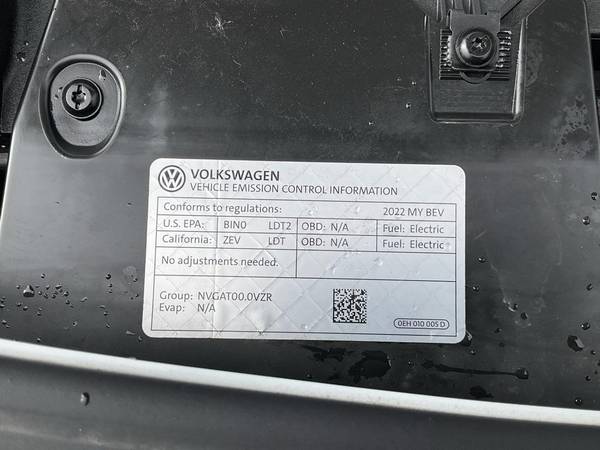 VOLKSWAGEN
VEHICLE EMISSION CONTROL INFORMATION
Conforms to regulations: 2022 MY BEV
U.S. EPA: BIN0 LDT2 OBD: N/A Fuel: Electric
California: ZEV LDT OBD: N/A Fuel: Electric
No adjustments needed.
Group: NVGAT00.0VZR
Evap: N/A
0EH 010 005 D